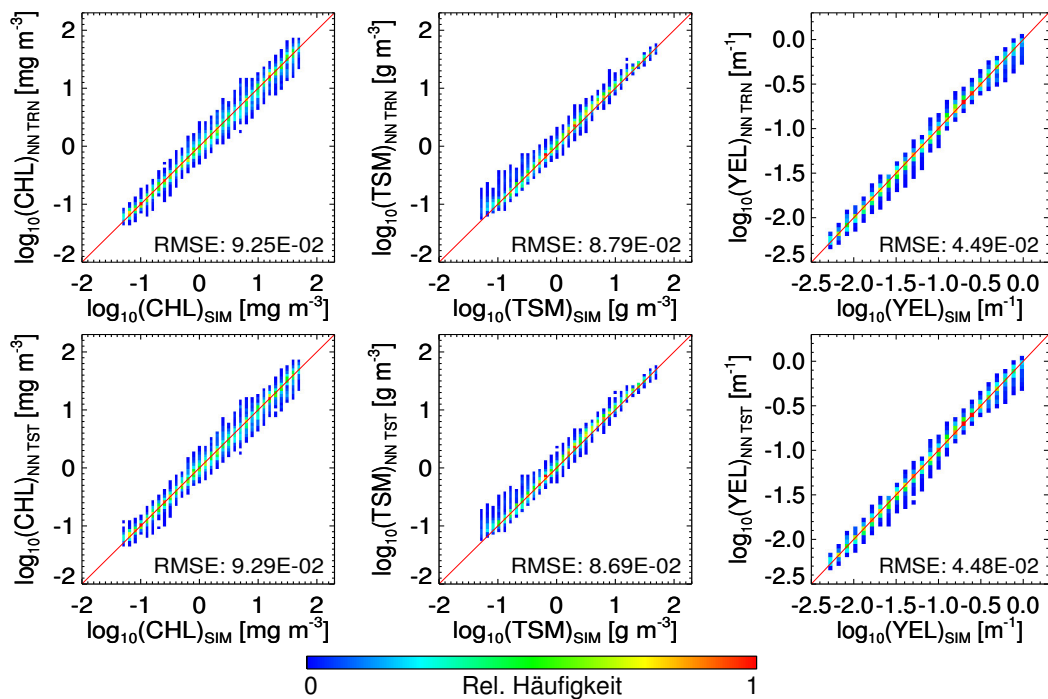 log₁₀(CHL)NN TRN [mg m⁻³]
2
1
0
-1
-2
RMSE: 9.25E-02
-2 -1 0 1 2
log₁₀(CHL)SIM [mg m⁻³]
log₁₀(TSM)NN TRN [g m⁻³]
2
1
0
-1
-2
RMSE: 8.79E-02
-2 -1 0 1 2
log₁₀(TSM)SIM [g m⁻³]
log₁₀(YEL)NN TRN [m⁻¹]
0.0
-0.5
-1.0
-1.5
-2.0
-2.5
RMSE: 4.49E-02
-2.5 -2.0 -1.5 -1.0 -0.5 0.0
log₁₀(YEL)SIM [m⁻¹]
log₁₀(CHL)NN TST [mg m⁻³]
2
1
0
-1
-2
RMSE: 9.29E-02
-2 -1 0 1 2
log₁₀(CHL)SIM [mg m⁻³]
log₁₀(TSM)NN TST [g m⁻³]
2
1
0
-1
-2
RMSE: 8.69E-02
-2 -1 0 1 2
log₁₀(TSM)SIM [g m⁻³]
log₁₀(YEL)NN TST [m⁻¹]
0.0
-0.5
-1.0
-1.5
-2.0
-2.5
RMSE: 4.48E-02
-2.5 -2.0 -1.5 -1.0 -0.5 0.0
log₁₀(YEL)SIM [m⁻¹]
0 Rel. Häufigkeit 1